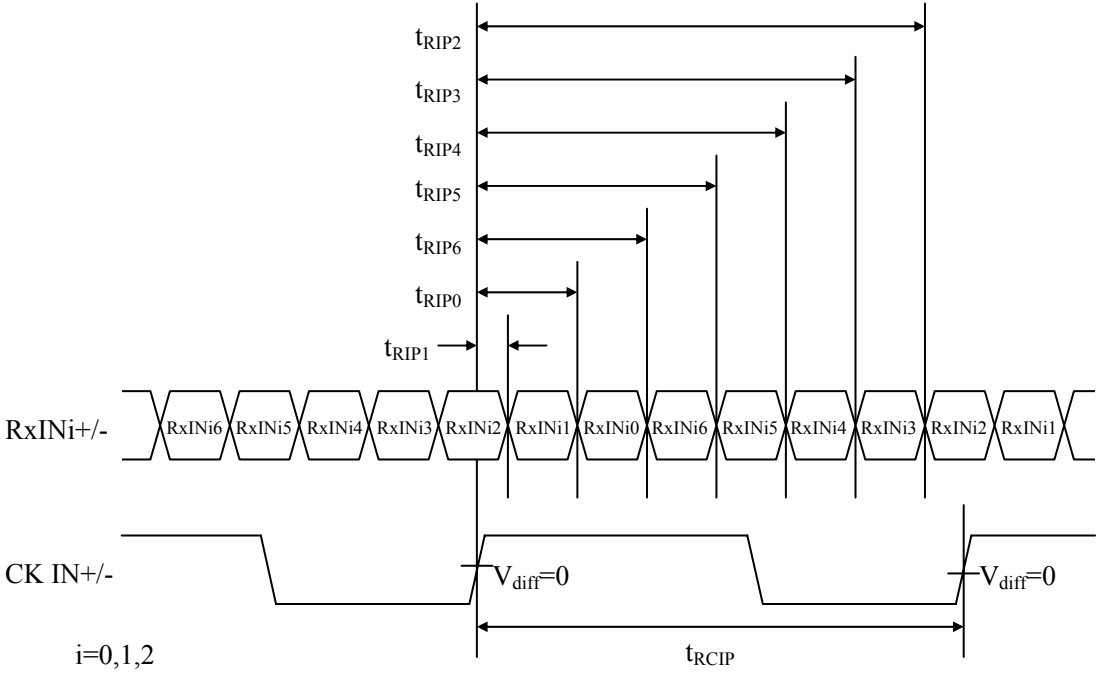 tRIP2
tRIP3
tRIP4
tRIP5
tRIP6
tRIP0
tRIP1
RxINi+/- RxINi6 RxINi5 RxINi4 RxINi3 RxINi2 RxINi1 RxINi0 RxINi6 RxINi5 RxINi4 RxINi3 RxINi2 RxINi1
CK IN+/- Vdiff=0 Vdiff=0
i=0,1,2 tRCIP